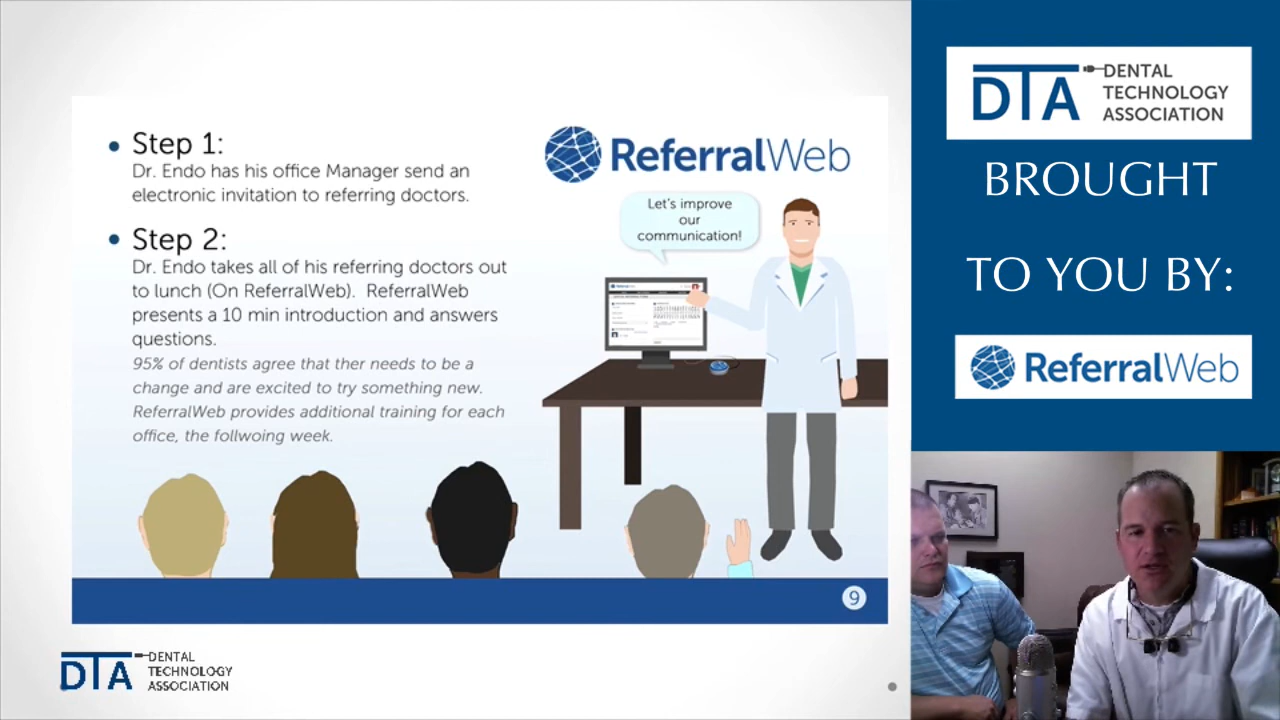 Step 1:
Dr. Endo has his office Manager send an
electronic invitation to referring doctors.
Step 2:
Dr. Endo takes all of his referring doctors out
to lunch (On ReferralWeb). ReferralWeb
presents a 10 min introduction and answers
questions.
95% of dentists agree that ther needs to be a
change and are excited to try something new.
ReferralWeb provides additional training for each
office, the follwoing week.
ReferralWeb
Let's improve
our
communication!
9
DTA DENTAL
TECHNOLOGY
ASSOCIATION
DTA DENTAL
TECHNOLOGY
ASSOCIATION
BROUGHT
TO YOU BY:
ReferralWeb